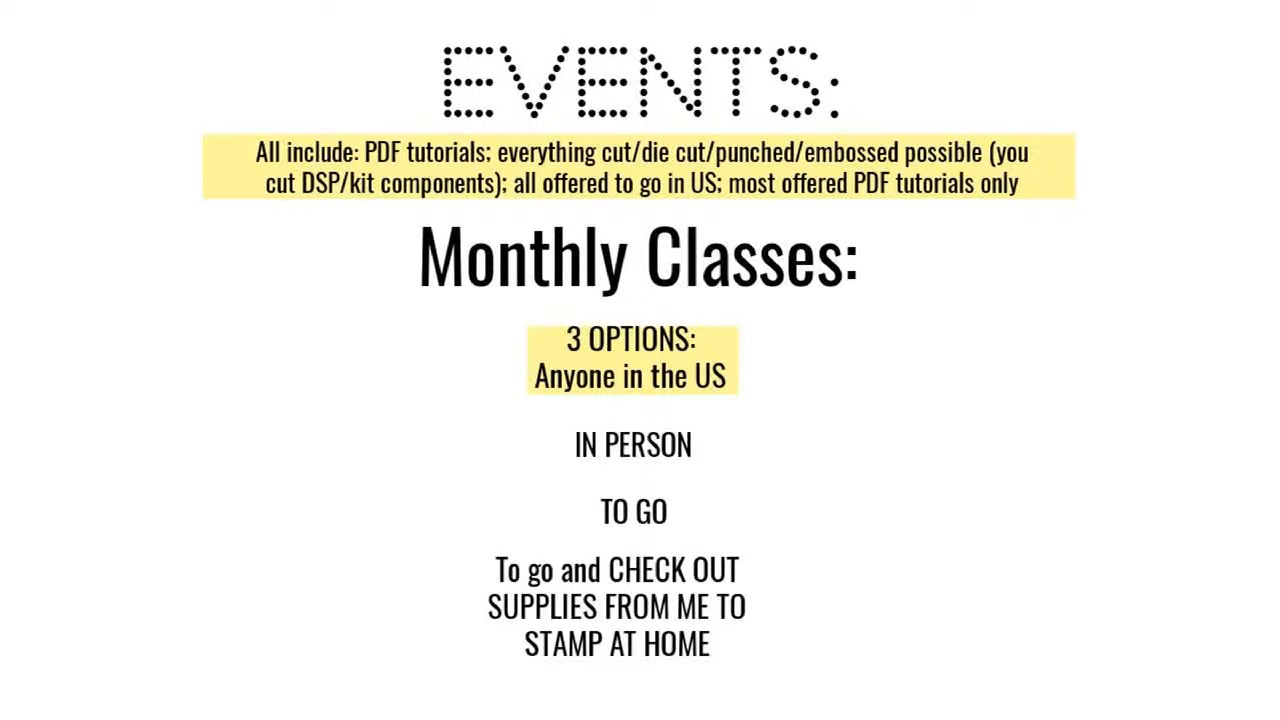 EVENTS:
All include: PDF tutorials; everything cut/die cut/punched/embossed possible (you
cut DSP/kit components); all offered to go in US; most offered PDF tutorials only
Monthly Classes:
3 OPTIONS:
Anyone in the US
IN PERSON
TO GO
To go and CHECK OUT
SUPPLIES FROM ME TO
STAMP AT HOME